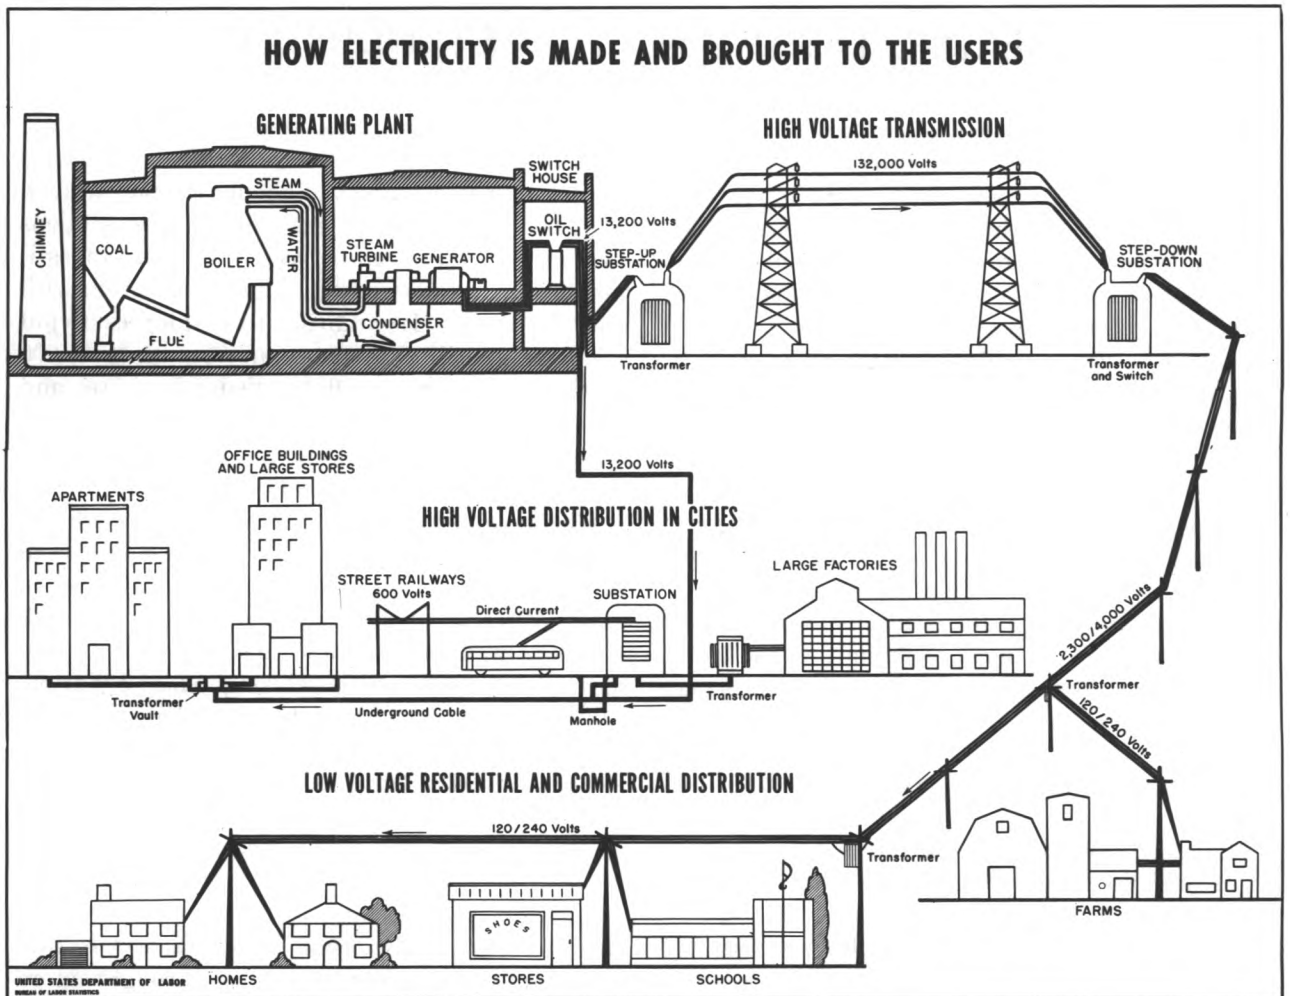 HOW ELECTRICITY IS MADE AND BROUGHT TO THE USERS
GENERATING PLANT
HIGH VOLTAGE TRANSMISSION
CHIMNEY
COAL
FLUE
BOILER
STEAM
WATER
STEAM
TURBINE
GENERATOR
CONDENSER
SWITCH
HOUSE
OIL
SWITCH
13,200 Volts
STEP-UP
SUBSTATION
Transformer
132,000 Volts
STEP-DOWN
SUBSTATION
Transformer
and Switch
13,200 Volts
HIGH VOLTAGE DISTRIBUTION IN CITIES
APARTMENTS
OFFICE BUILDINGS
AND LARGE STORES
STREET RAILWAYS
600 Volts
Direct Current
SUBSTATION
LARGE FACTORIES
Transformer
Vault
Underground Cable
Manhole
Transformer
2,300/4,000 Volts
Transformer
120/240 Volts
LOW VOLTAGE RESIDENTIAL AND COMMERCIAL DISTRIBUTION
120/240 Volts
Transformer
SHOES
FARMS
HOMES
STORES
SCHOOLS
UNITED STATES DEPARTMENT OF LABOR
BUREAU OF LABOR STATISTICS